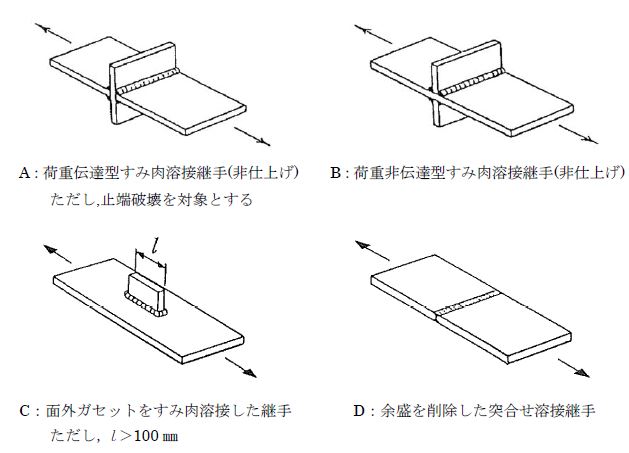 A：荷重伝達型すみ肉溶接継手(非仕上げ)
ただし,止端破壊を対象とする
B：荷重非伝達型すみ肉溶接継手(非仕上げ)
l
C：面外ガセットをすみ肉溶接した継手
ただし, l＞100 ㎜
D：余盛を削除した突合せ溶接継手